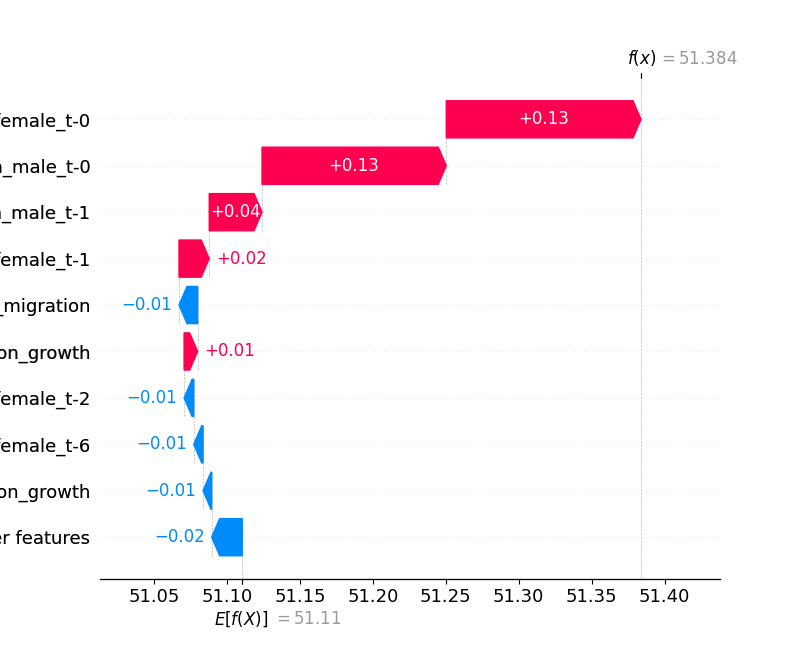 f(x) = 51.384
female_t-0
+0.13
_male_t-0
+0.13
_male_t-1
+0.04
female_t-1
+0.02
_migration
−0.01
on_growth
+0.01
female_t-2
−0.01
female_t-6
−0.01
on_growth
−0.01
er features
−0.02
51.05 51.10 51.15 51.20 51.25 51.30 51.35 51.40
E[f(X)] = 51.11